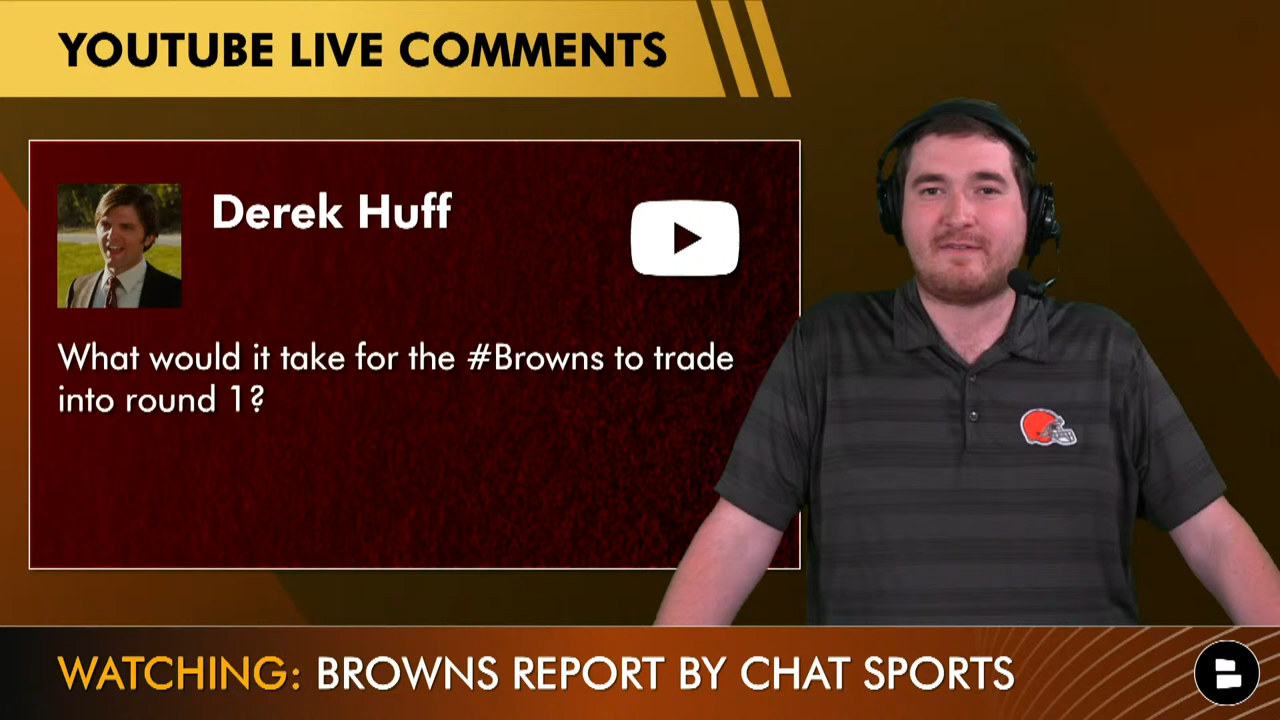 YOUTUBE LIVE COMMENTS
Derek Huff
What would it take for the #Browns to trade
into round 1?
WATCHING: BROWNS REPORT BY CHAT SPORTS